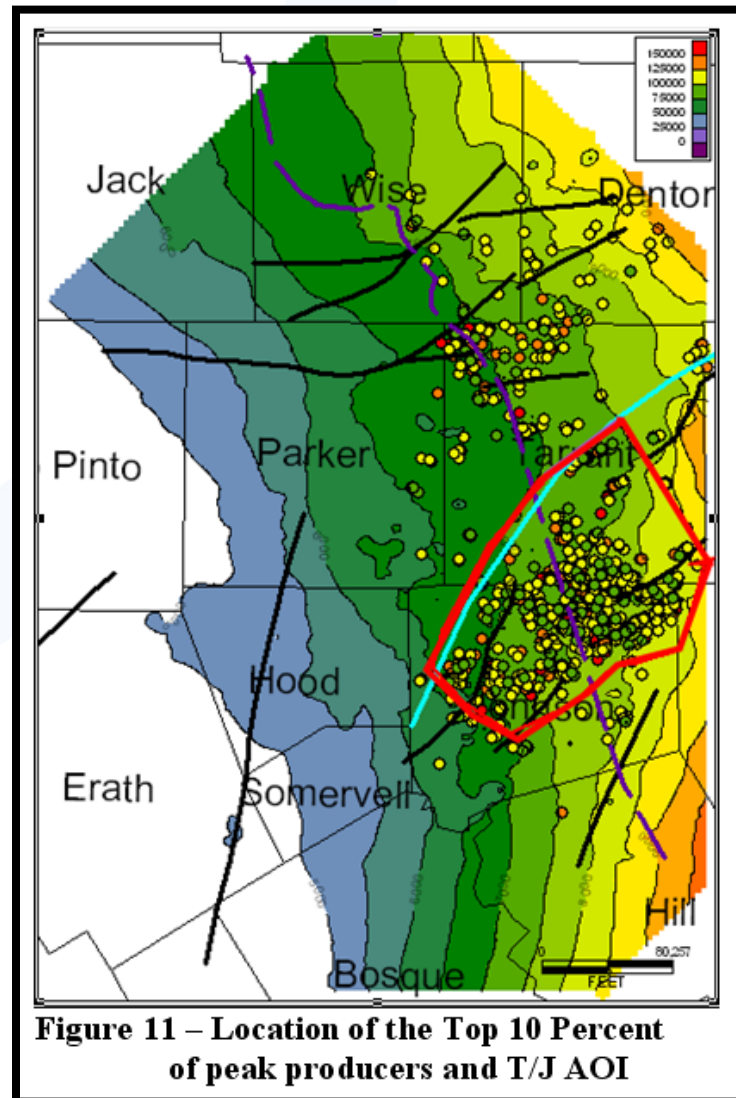 150000
125000
100000
75000
50000
25000
0
Jack
Wise
Denton
Pinto
Parker
Tarrant
Hood
Erath
Somervell
Hill
Bosque
0
80,257
FEET
Figure 11 – Location of the Top 10 Percent
of peak producers and T/J AOI